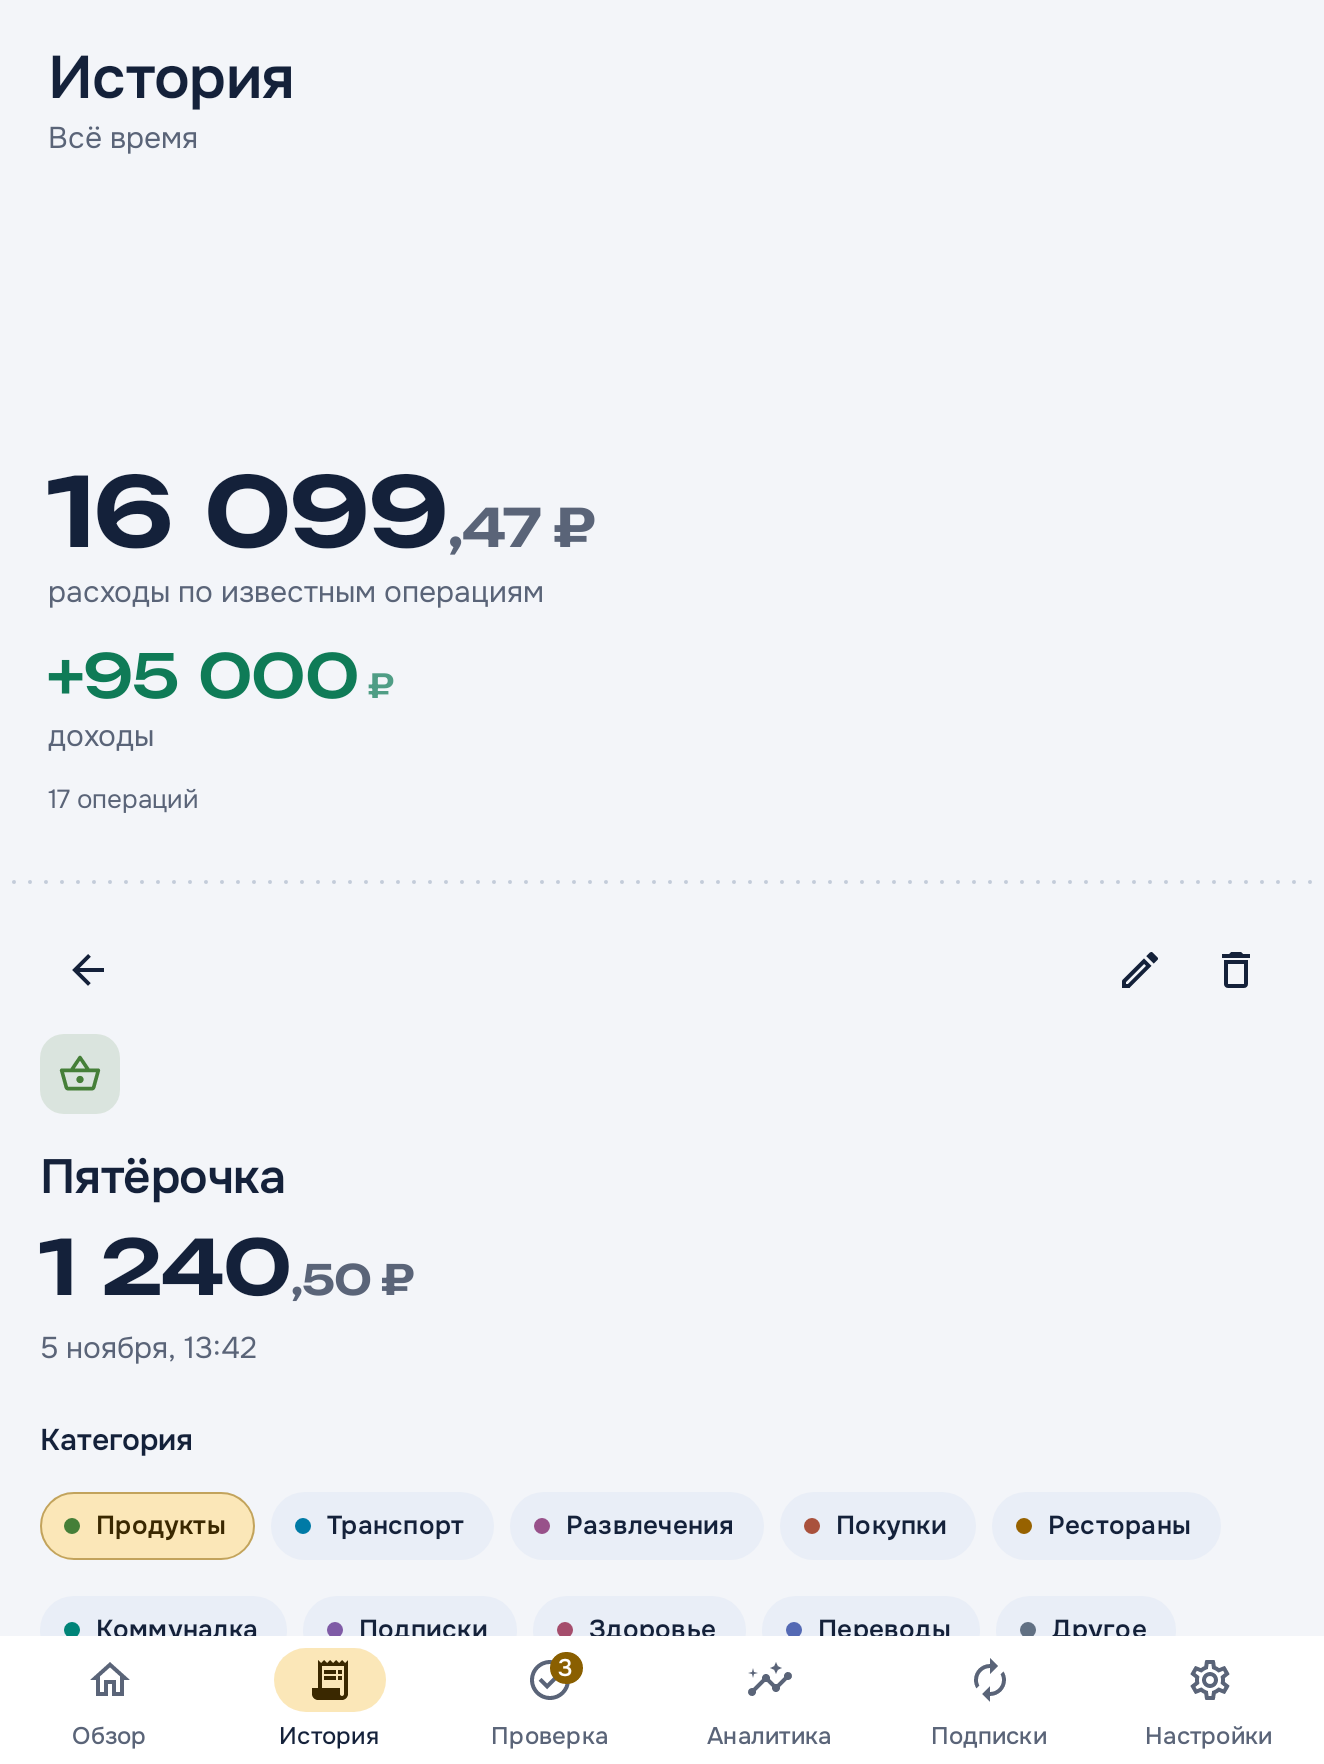 История
Всё время
16 099,47 ₽
расходы по известным операциям
+95 000 ₽
доходы
17 операций
Пятёрочка
1 240,50 ₽
5 ноября, 13:42
Категория
Продукты Транспорт Развлечения Покупки Рестораны
Коммуналка Подписки Здоровье Переводы Другое
3
Обзор История Проверка Аналитика Подписки Настройки